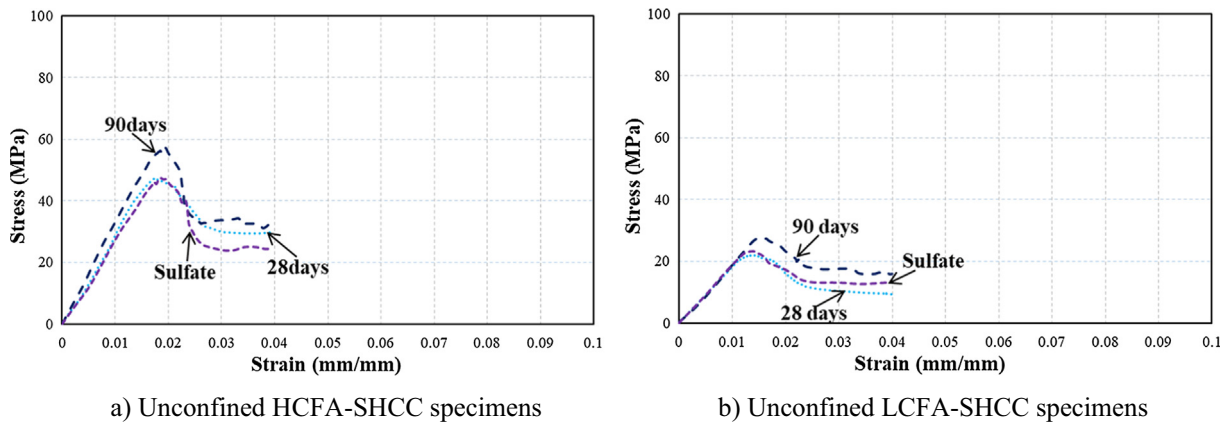 100
80
60
40
20
0
Stress (MPa)
90days
Sulfate
28days
0 0.01 0.02 0.03 0.04 0.05 0.06 0.07 0.08 0.09 0.1
Strain (mm/mm)
a) Unconfined HCFA-SHCC specimens
100
80
60
40
20
0
Stress (MPa)
90 days
Sulfate
28 days
0 0.01 0.02 0.03 0.04 0.05 0.06 0.07 0.08 0.09 0.1
Strain (mm/mm)
b) Unconfined LCFA-SHCC specimens